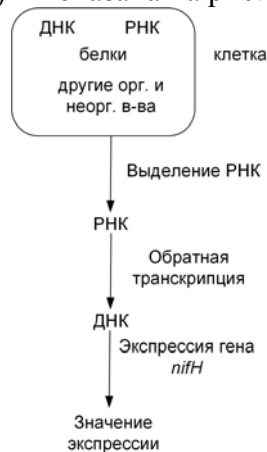 ДНК РНК
белки
клетка
другие орг. и
неорг. в-ва
Выделение РНК
РНК
Обратная
транскрипция
ДНК
Экспрессия гена
nifH
Значение
экспрессии